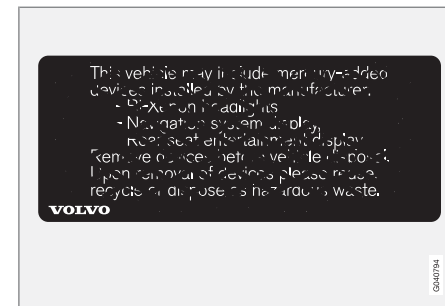 This vehicle may include mercury-added
devices installed by the manufacturer.
- Bi-Xenon headlights
- Navigation system display,
- Rear seat entertainment display
Remove devices before vehicle disposal.
Upon removal of devices please reuse,
recycle or dispose as hazardous waste.
VOLVO
G040794